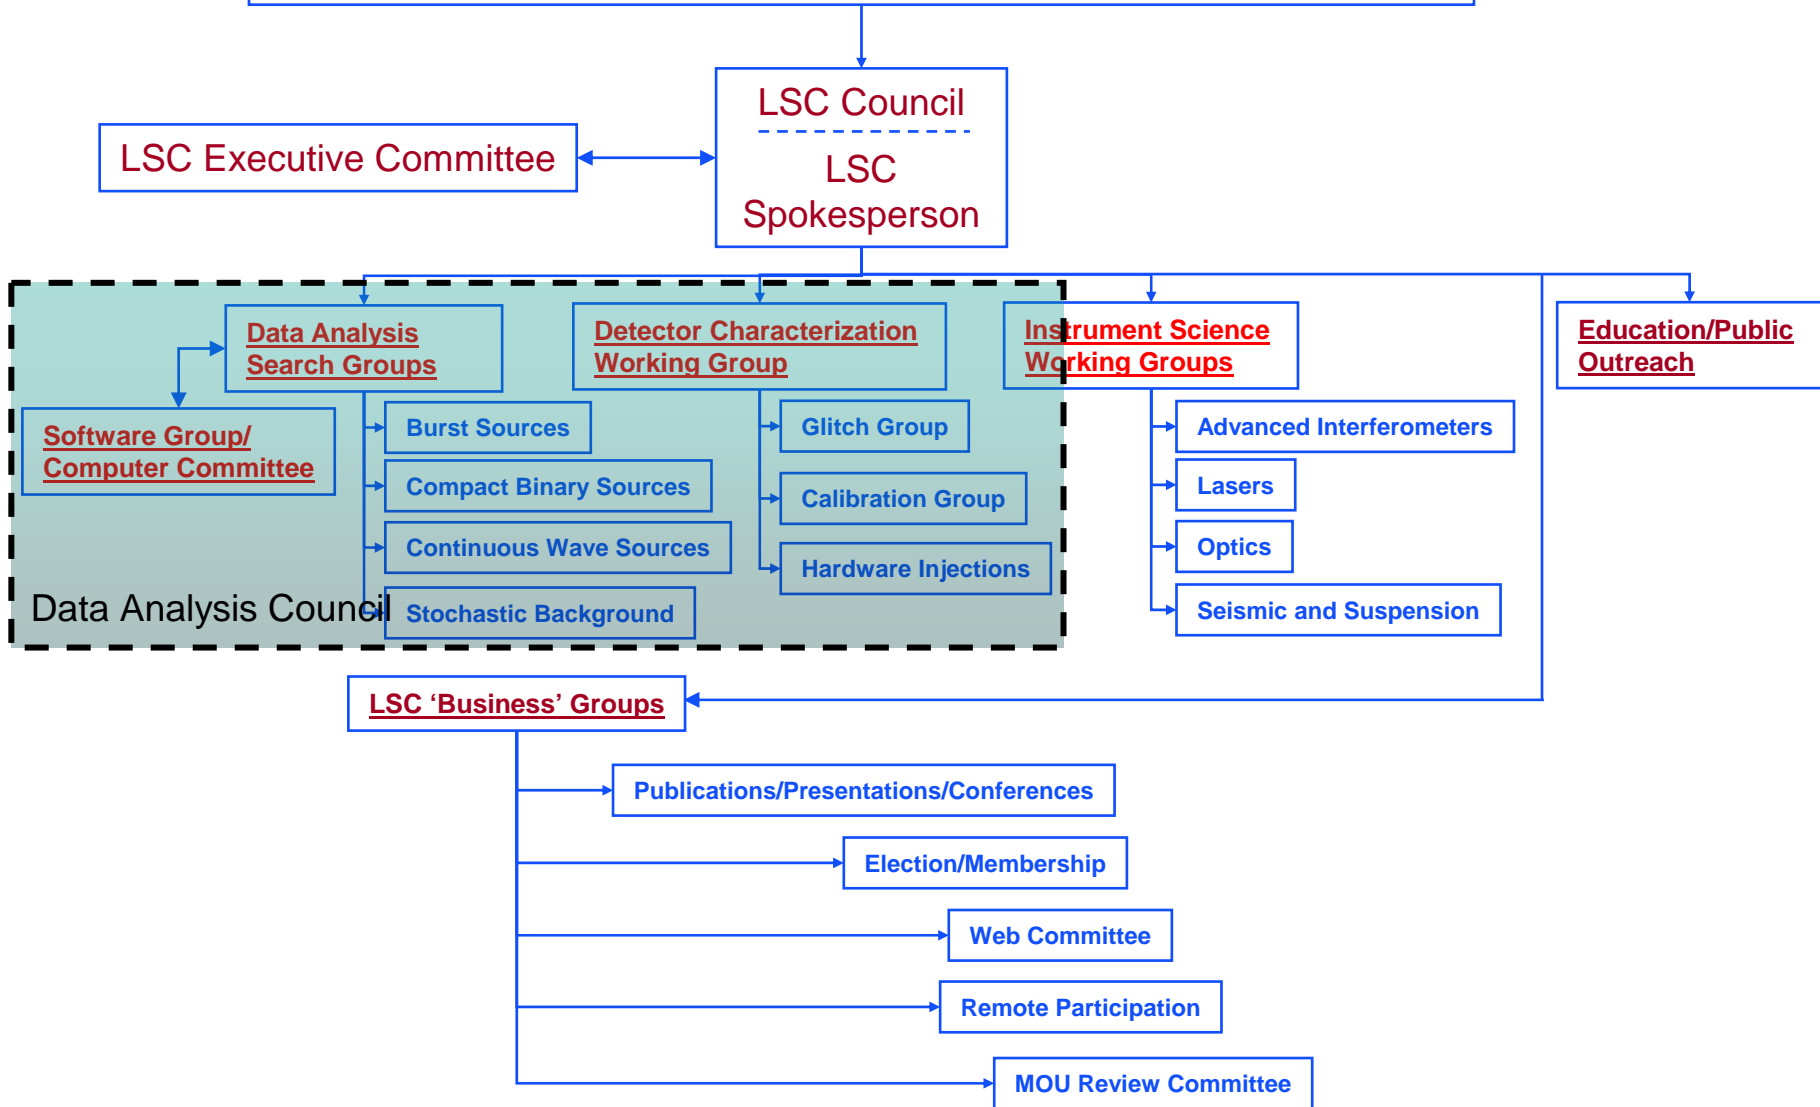 LSC Council
LSC Executive Committee
LSC
Spokesperson
Data Analysis
Search Groups
Detector Characterization
Working Group
Instrument Science
Working Groups
Education/Public
Outreach
Software Group/
Computer Committee
Burst Sources
Compact Binary Sources
Continuous Wave Sources
Stochastic Background
Glitch Group
Calibration Group
Hardware Injections
Advanced Interferometers
Lasers
Optics
Seismic and Suspension
Data Analysis Council
LSC ‘Business’ Groups
Publications/Presentations/Conferences
Election/Membership
Web Committee
Remote Participation
MOU Review Committee